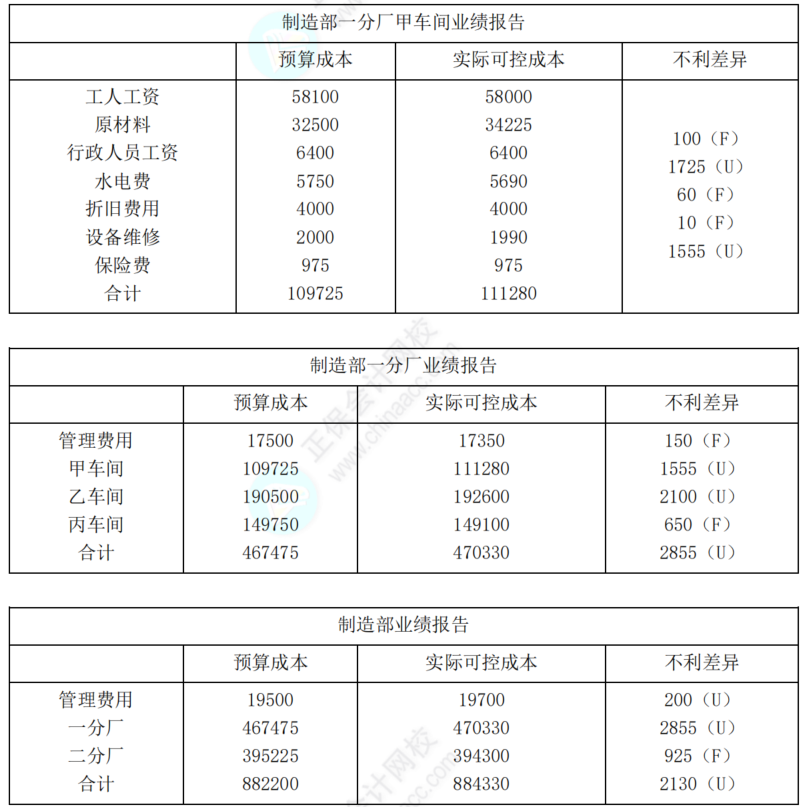 制造部一分厂甲车间业绩报告
预算成本 实际可控成本 不利差异
工人工资 58100 58000
原材料 32500 34225
行政人员工资 6400 6400
水电费 5750 5690
折旧费用 4000 4000
设备维修 2000 1990
保险费 975 975
合计 109725 111280
100（F）
1725（U）
60（F）
10（F）
1555（U）
制造部一分厂业绩报告
预算成本 实际可控成本 不利差异
管理费用 17500 17350 150（F）
甲车间 109725 111280 1555（U）
乙车间 190500 192600 2100（U）
丙车间 149750 149100 650（F）
合计 467475 470330 2855（U）
制造部业绩报告
预算成本 实际可控成本 不利差异
管理费用 19500 19700 200（U）
一分厂 467475 470330 2855（U）
二分厂 395225 394300 925（F）
合计 882200 884330 2130（U）
正保会计网校
www.chinaacc.com